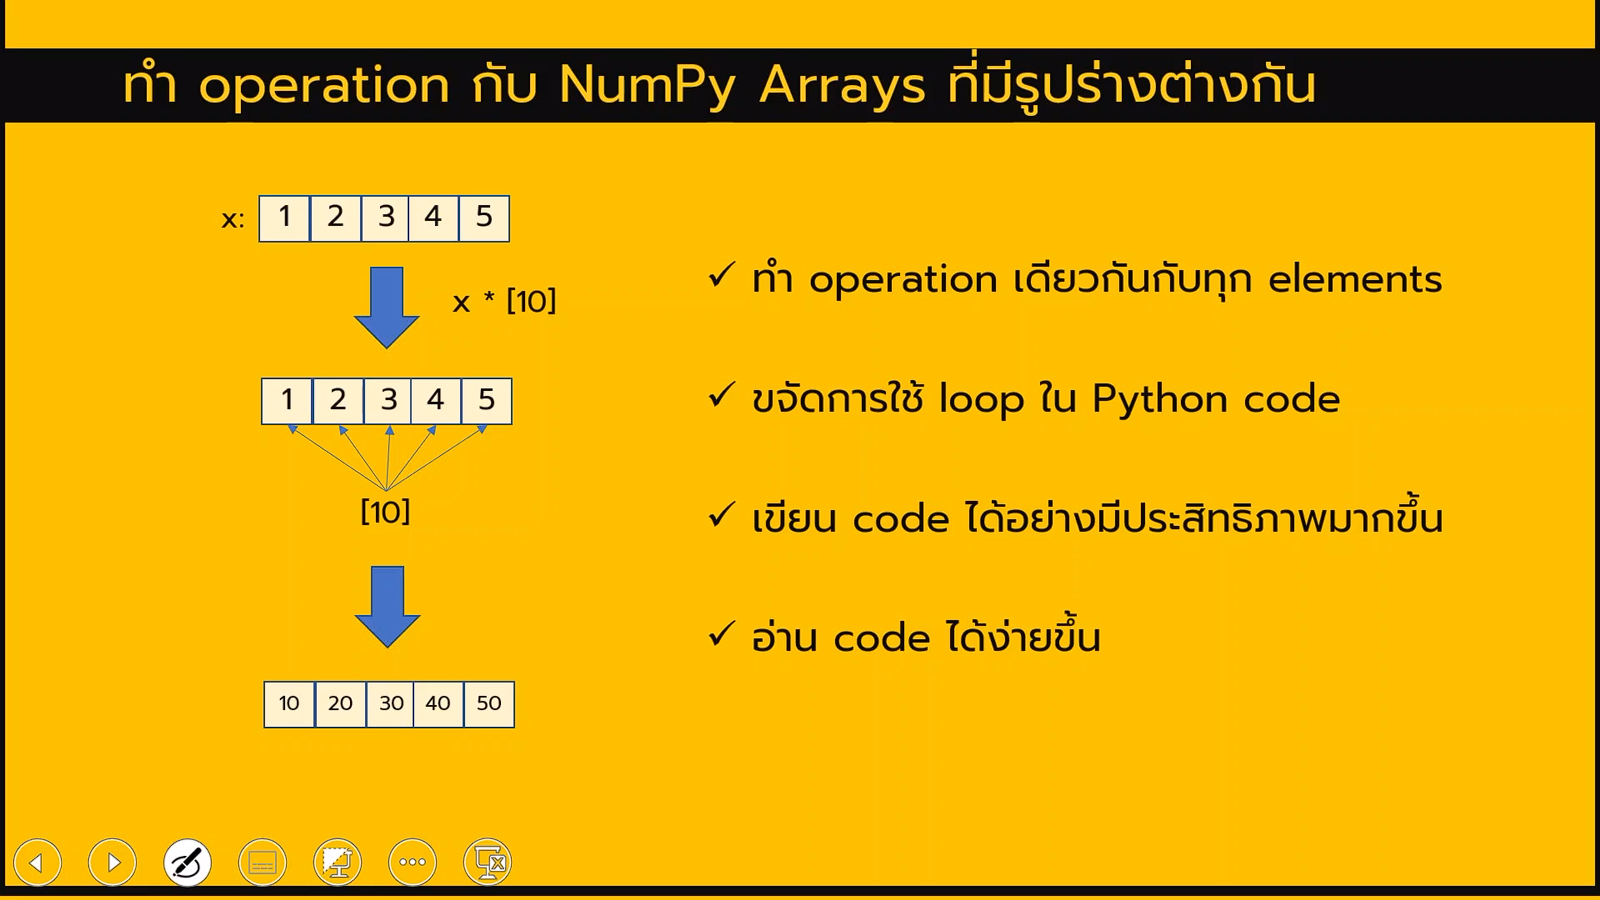 ทำ operation กับ NumPy Arrays ที่มีรูปร่างต่างกัน
x: 1 2 3 4 5
x * [10]
1 2 3 4 5
[10]
10 20 30 40 50
✓ ทำ operation เดียวกันกับทุก elements
✓ ขจัดการใช้ loop ใน Python code
✓ เขียน code ได้อย่างมีประสิทธิภาพมากขึ้น
✓ อ่าน code ได้ง่ายขึ้น